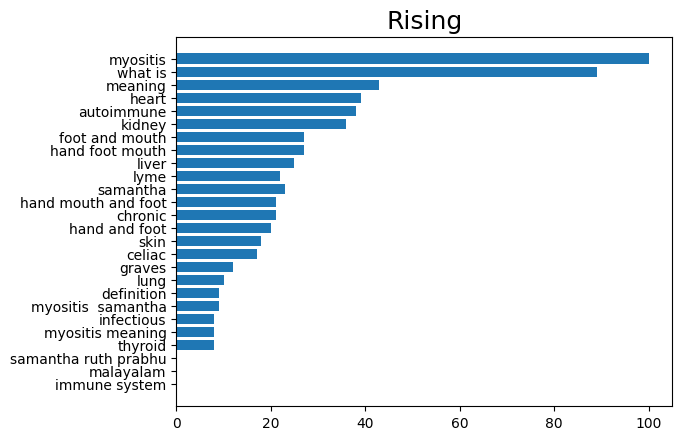 Rising
myositis
what is
meaning
heart
autoimmune
kidney
foot and mouth
hand foot mouth
liver
lyme
samantha
hand mouth and foot
chronic
hand and foot
skin
celiac
graves
lung
definition
myositis  samantha
infectious
myositis meaning
thyroid
samantha ruth prabhu
malayalam
immune system
0 20 40 60 80 100